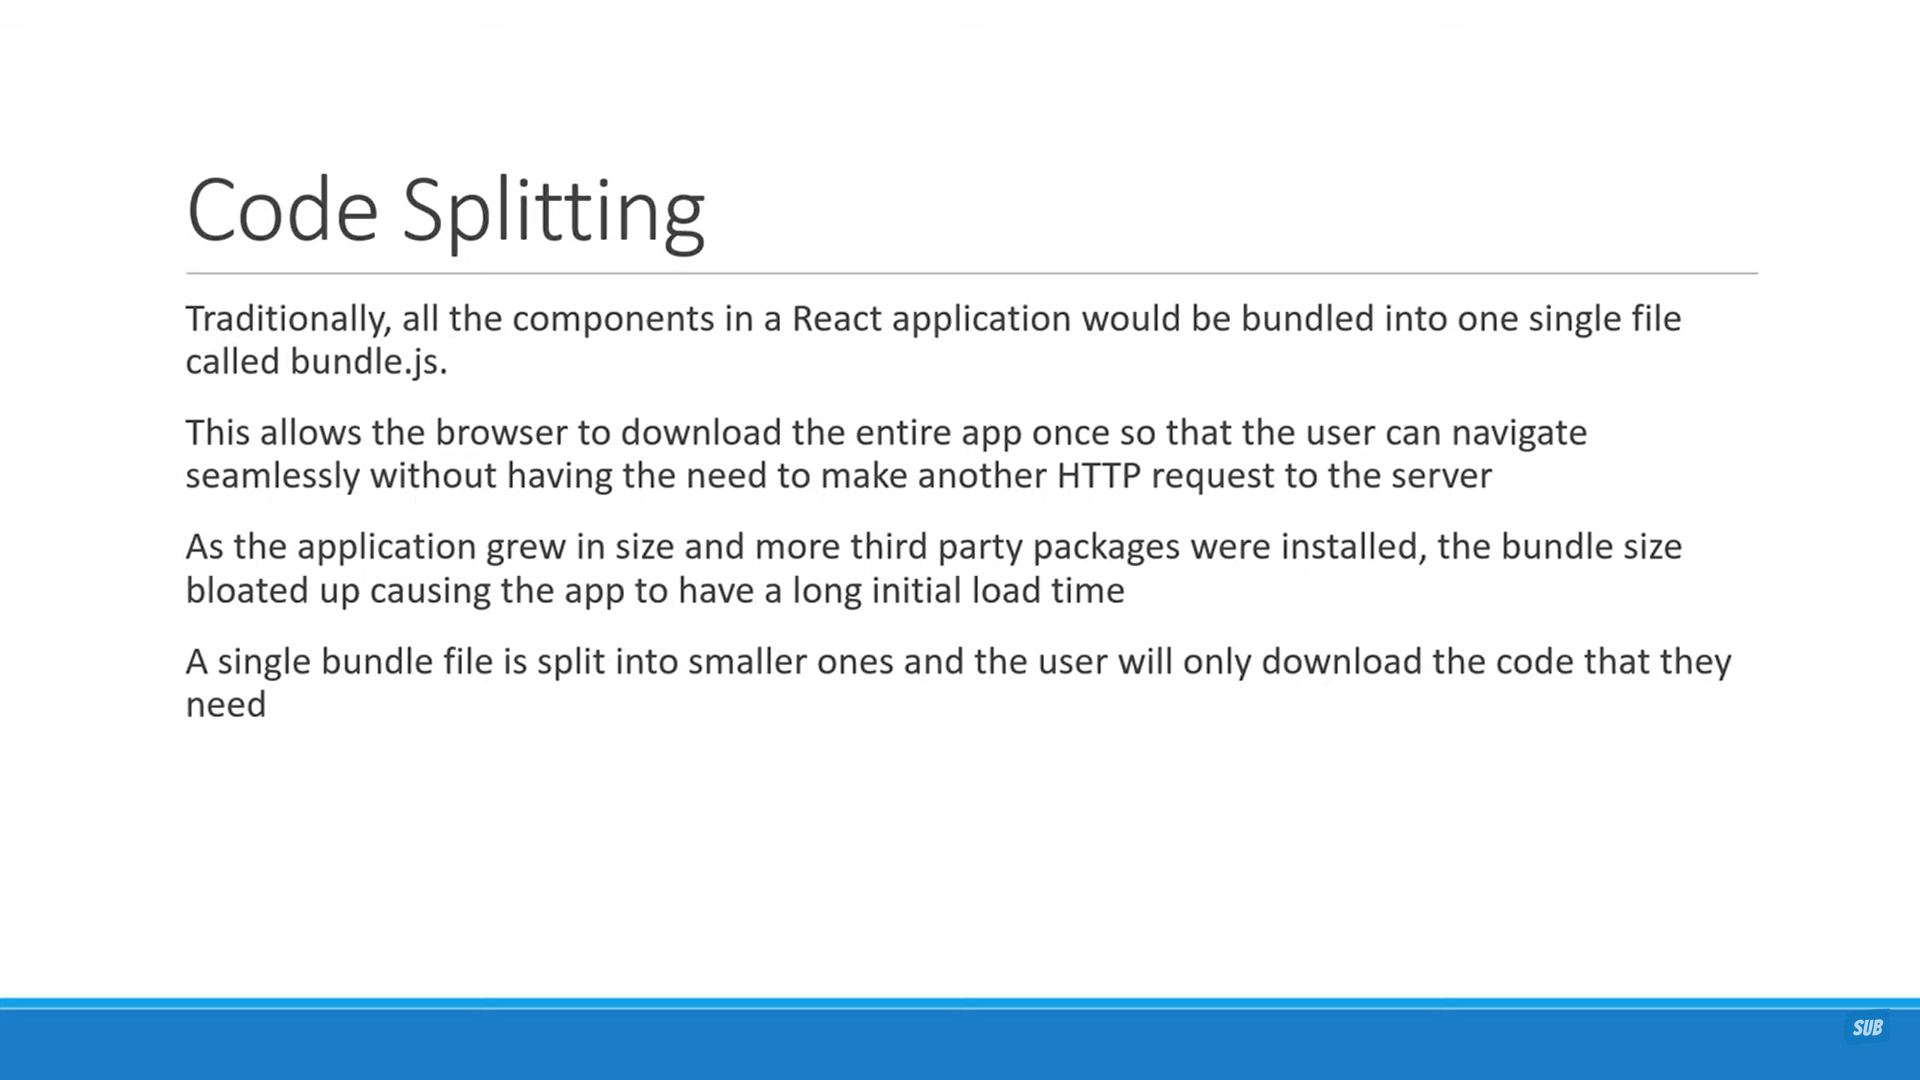 Code Splitting
Traditionally, all the components in a React application would be bundled into one single file
called bundle.js.
This allows the browser to download the entire app once so that the user can navigate
seamlessly without having the need to make another HTTP request to the server
As the application grew in size and more third party packages were installed, the bundle size
bloated up causing the app to have a long initial load time
A single bundle file is split into smaller ones and the user will only download the code that they
need
SUB